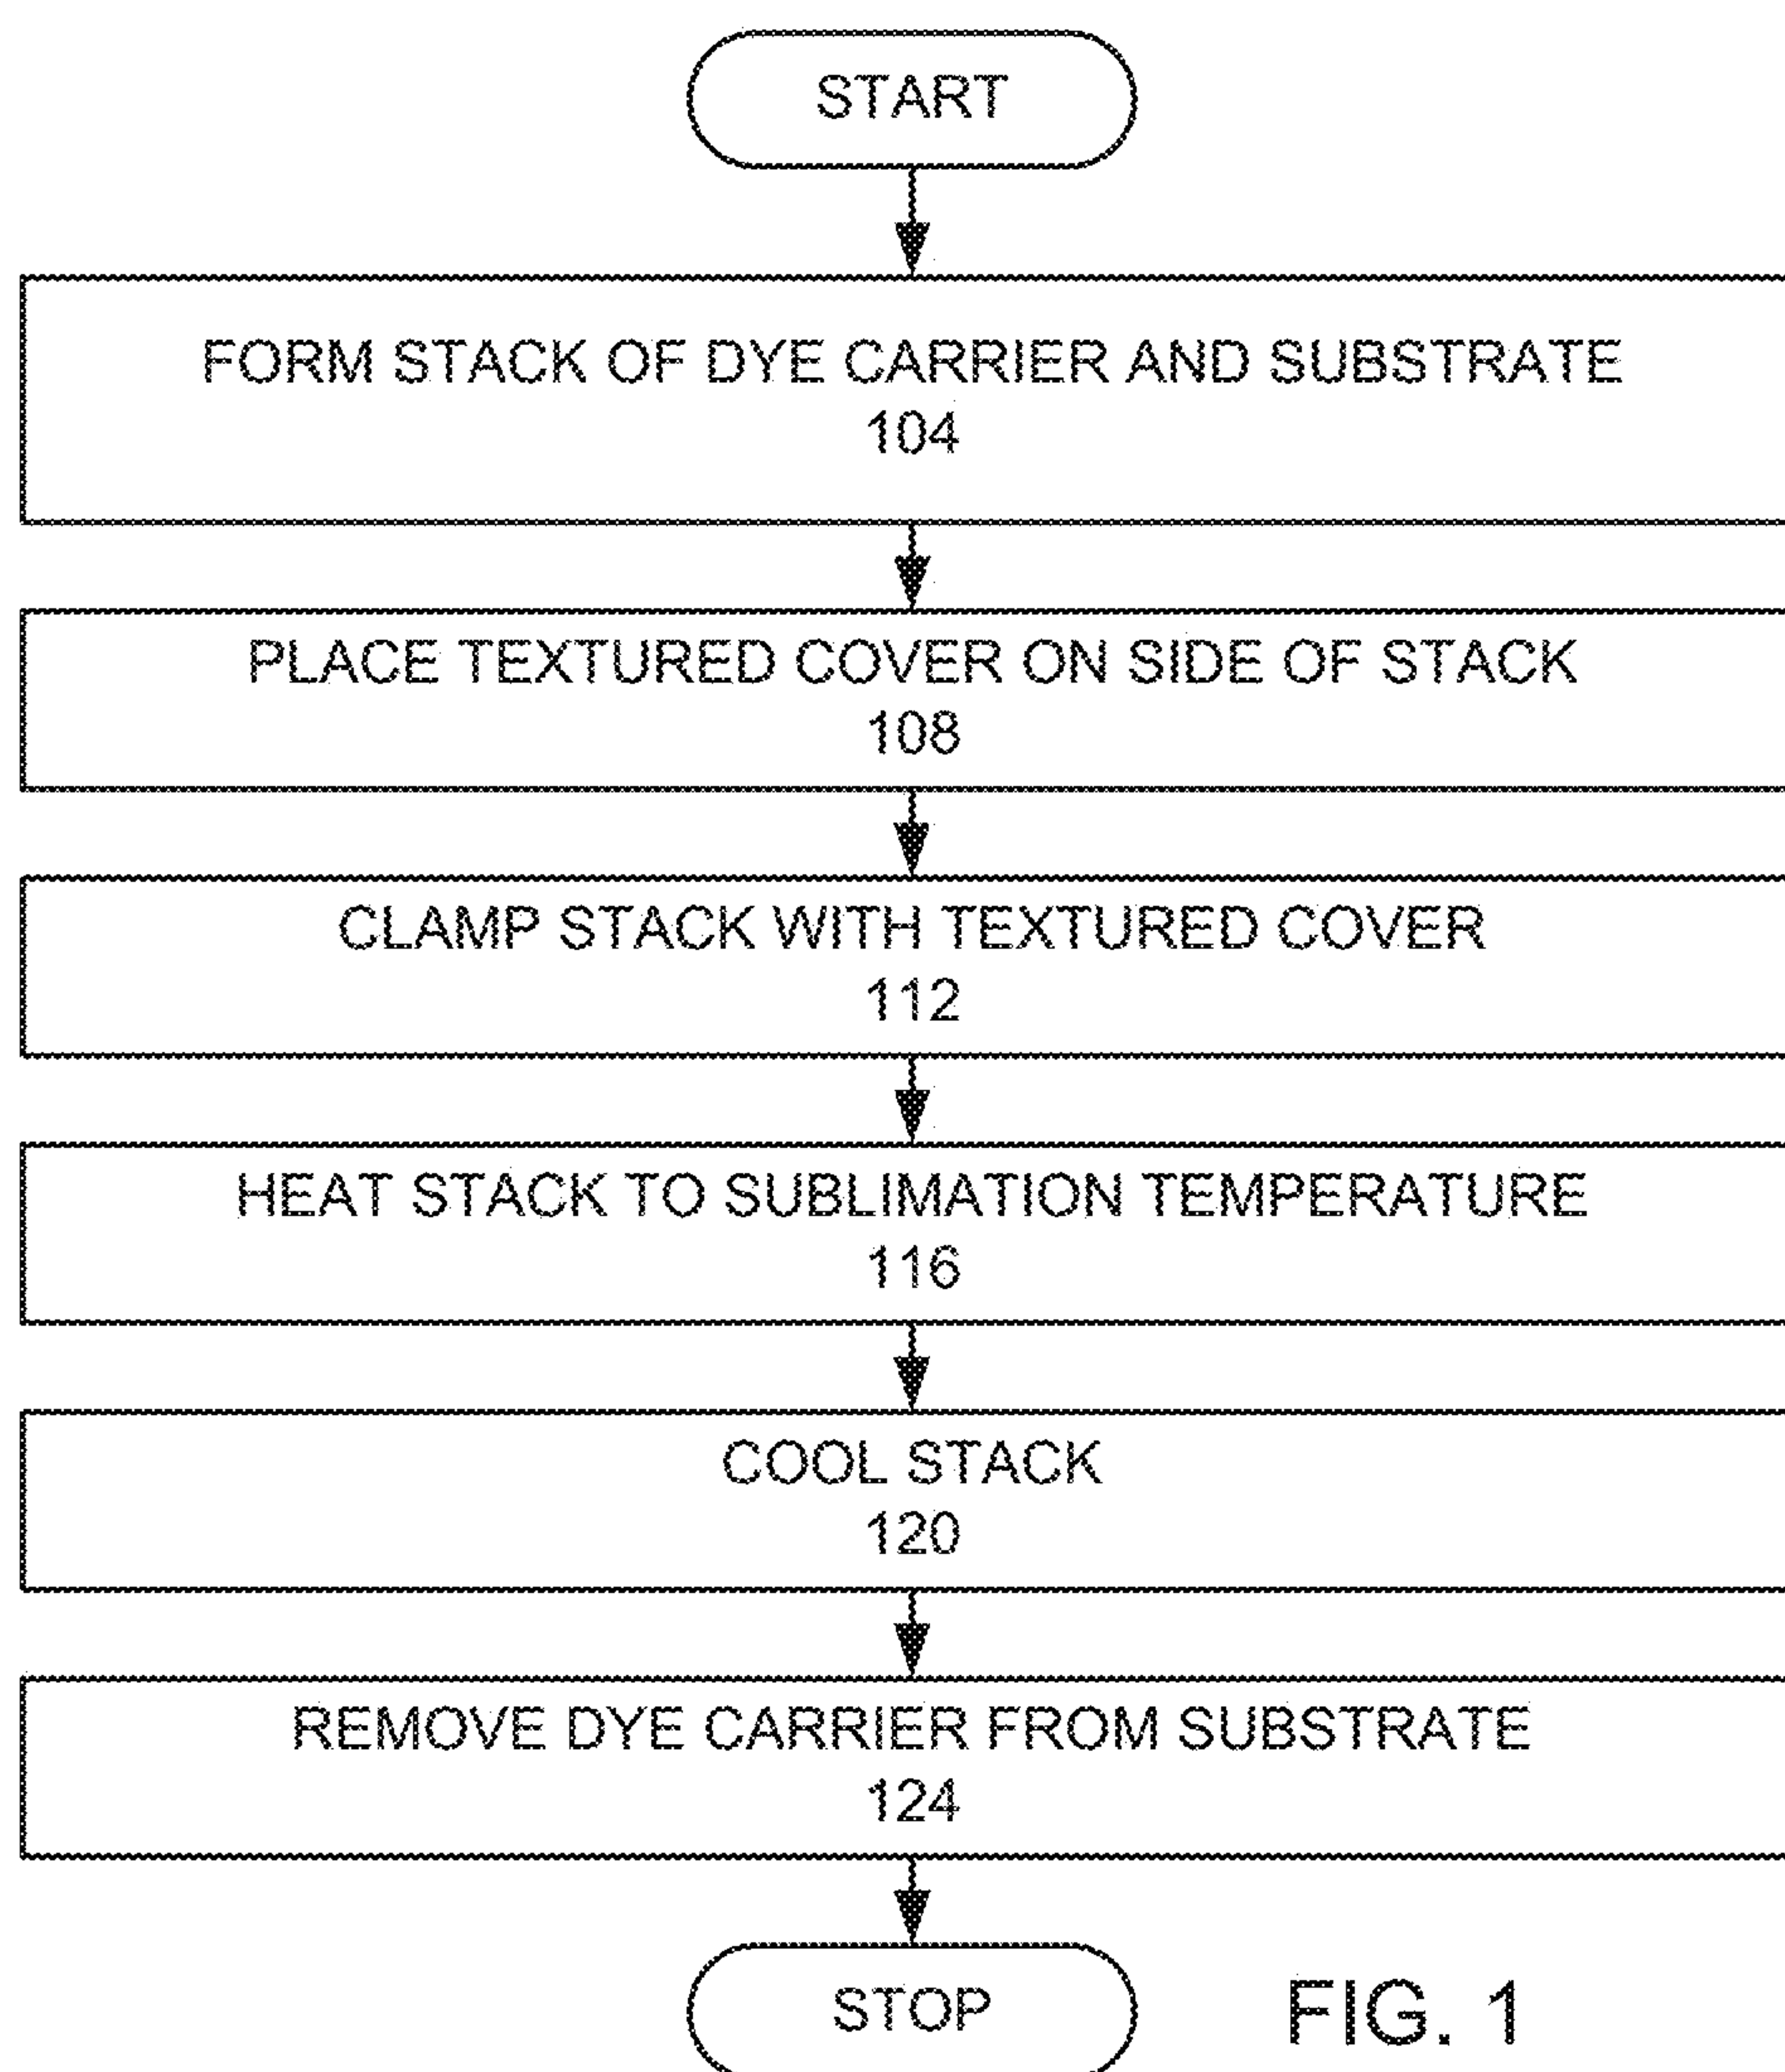 START
FORM STACK OF DYE CARRIER AND SUBSTRATE
104
PLACE TEXTURED COVER ON SIDE OF STACK
108
CLAMP STACK WITH TEXTURED COVER
112
HEAT STACK TO SUBLIMATION TEMPERATURE
116
COOL STACK
120
REMOVE DYE CARRIER FROM SUBSTRATE
124
STOP
FIG. 1